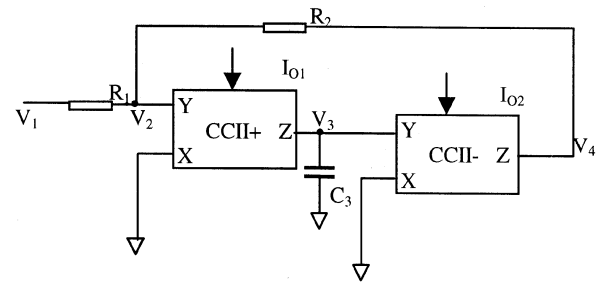 R2
IO1
R1
V1
V2
Y
CCII+
Z
X
V3
C3
IO2
Y
CCII-
Z
X
V4